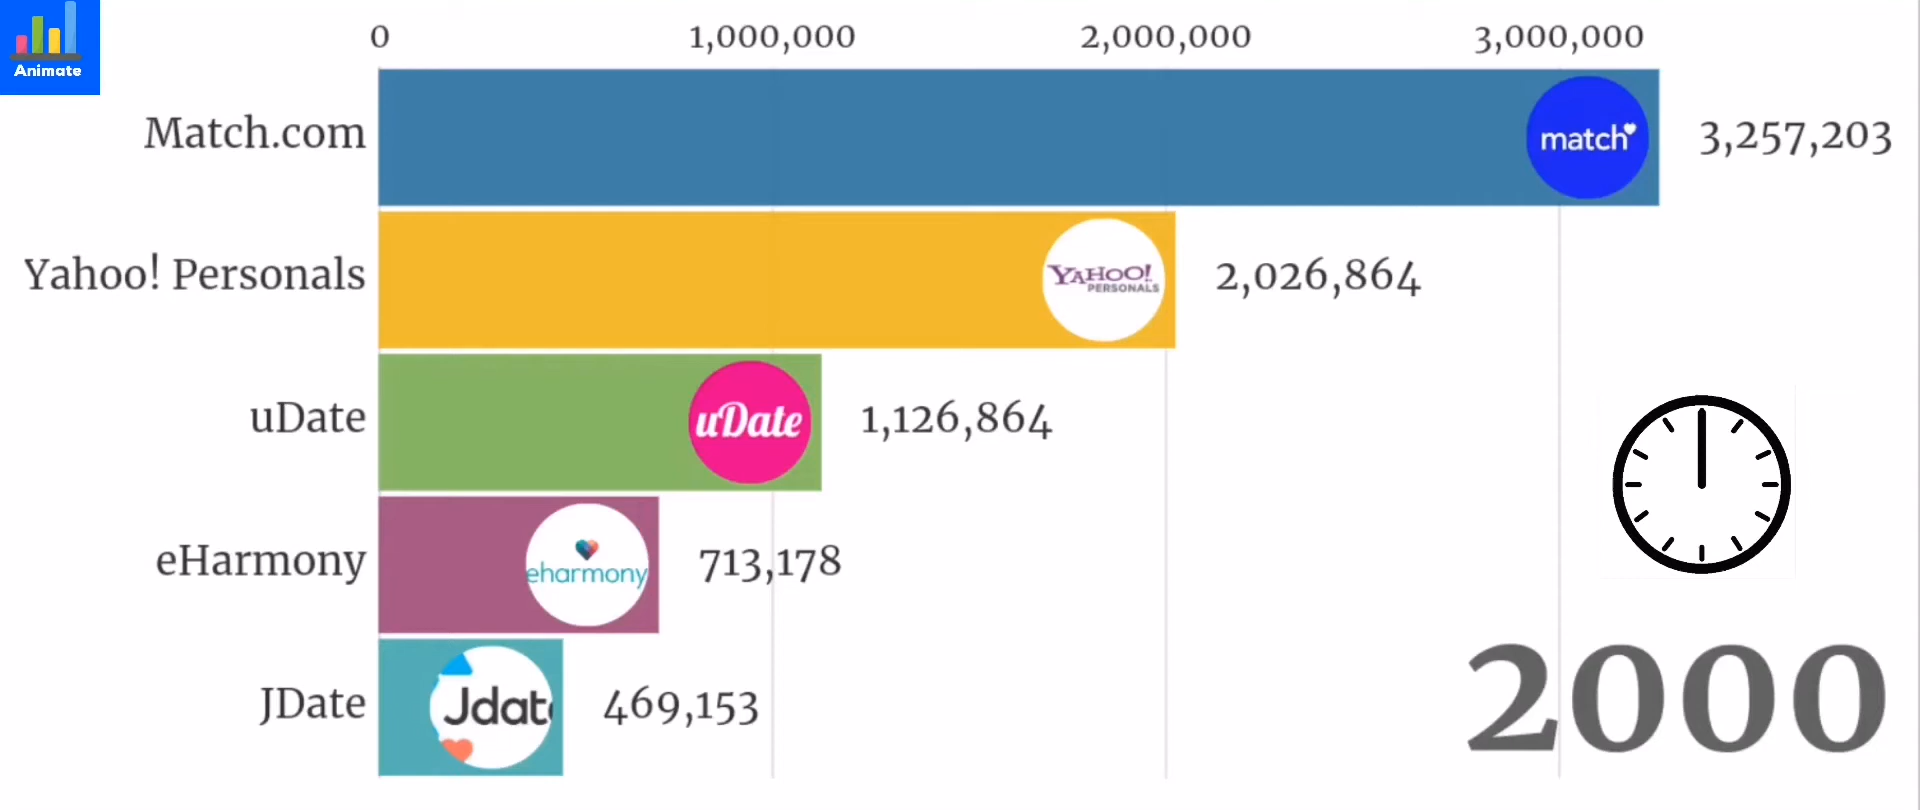 Animate
0 1,000,000 2,000,000 3,000,000
Match.com match 3,257,203
Yahoo! Personals YAHOO! PERSONALS 2,026,864
uDate uDate 1,126,864
eHarmony eharmony 713,178
JDate Jdate 469,153
2000